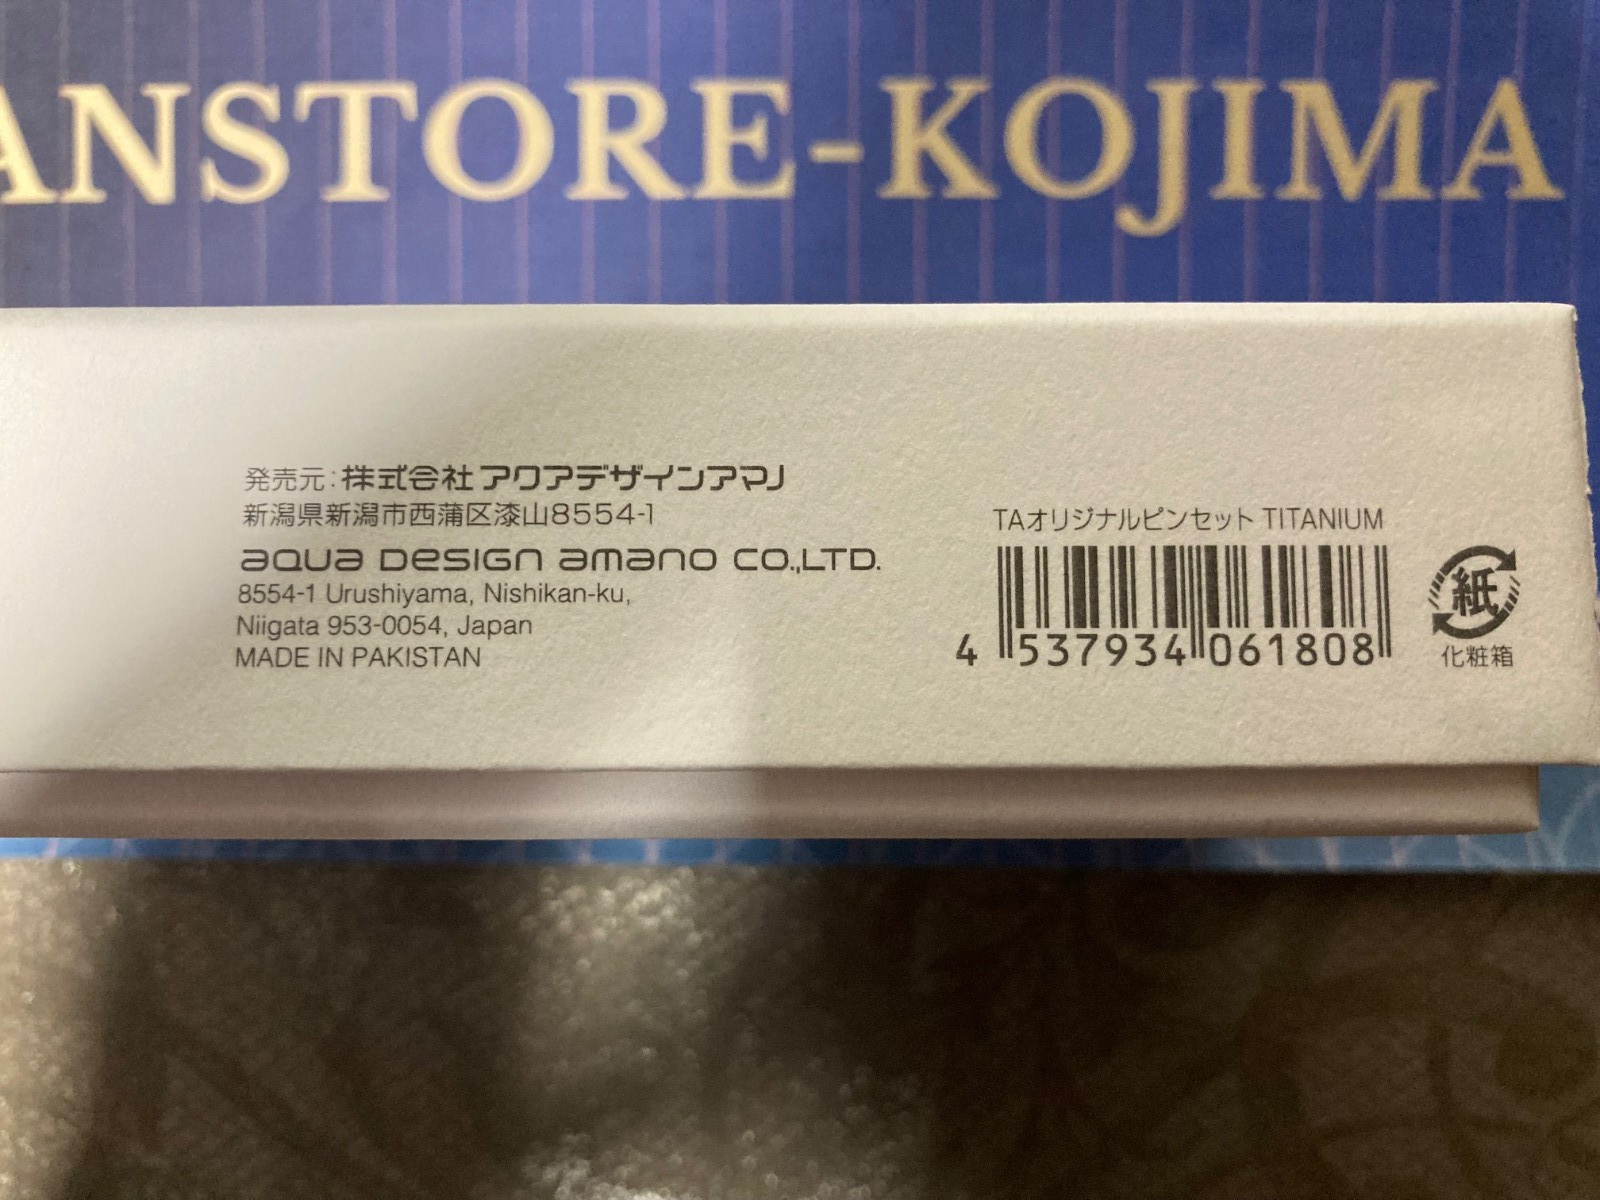 ANSTORE-KOJIMA
発売元:株式会社アクアデザインアマノ
新潟県新潟市西蒲区漆山8554-1
AQUA DESIGN AMANO CO.,LTD.
8554-1 Urushiyama, Nishikan-ku,
Niigata 953-0054, Japan
MADE IN PAKISTAN
TAオリジナルピンセット TITANIUM
4 537934 061808
紙
化粧箱